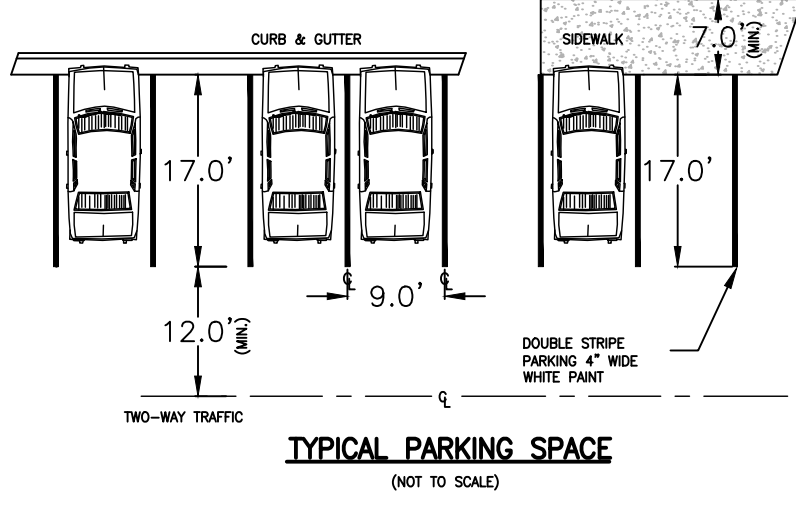 CURB & GUTTER
SIDEWALK
7.0'
(MIN.)
17.0'
17.0'
℄
℄
9.0'
12.0'
(MIN.)
DOUBLE STRIPE
PARKING 4" WIDE
WHITE PAINT
℄
TWO-WAY TRAFFIC
TYPICAL PARKING SPACE
(NOT TO SCALE)